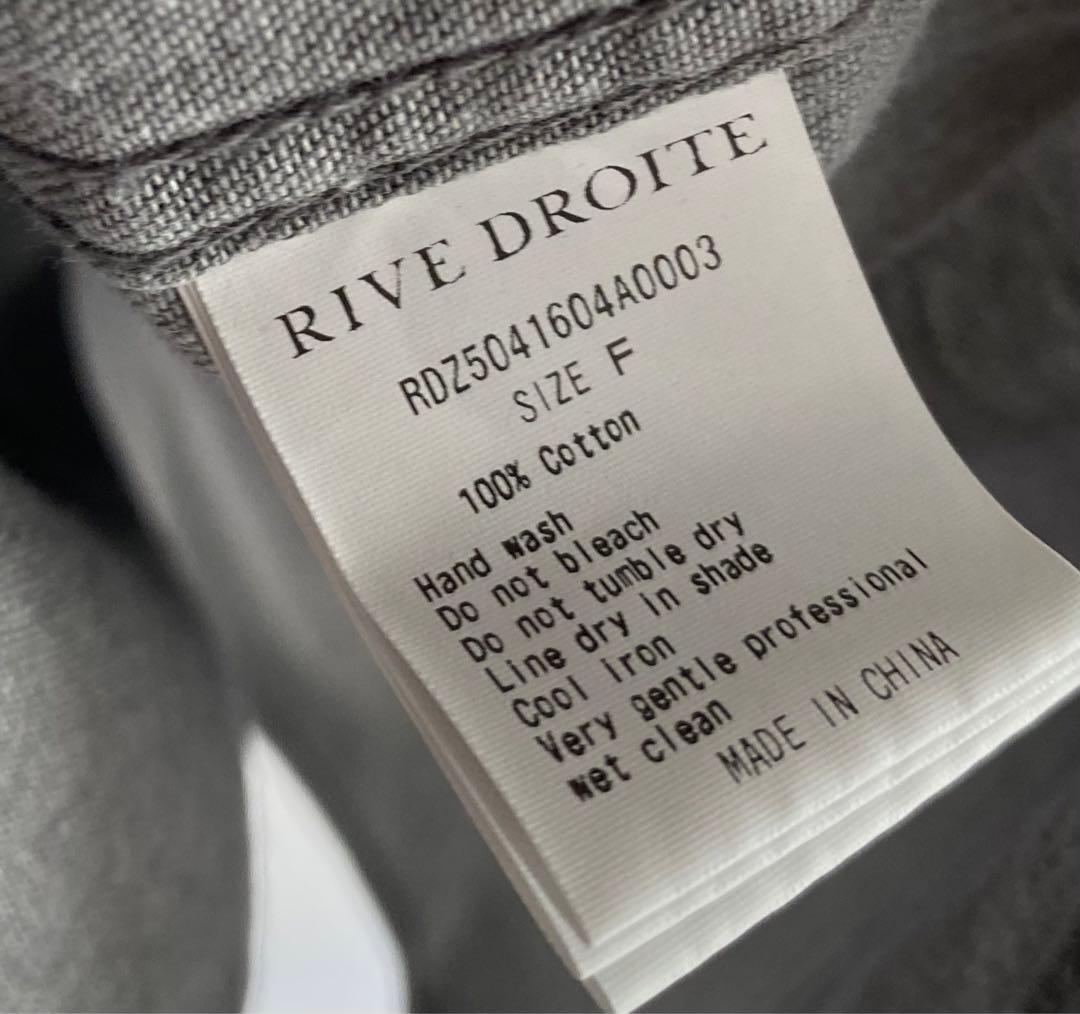 RIVE DROITE
RDZ5041604A0003
SIZE F
100% Cotton
Hand wash
Do not bleach
Do not tumble dry
Line dry in shade
Cool iron
Very gentle professional
wet clean
MADE IN CHINA